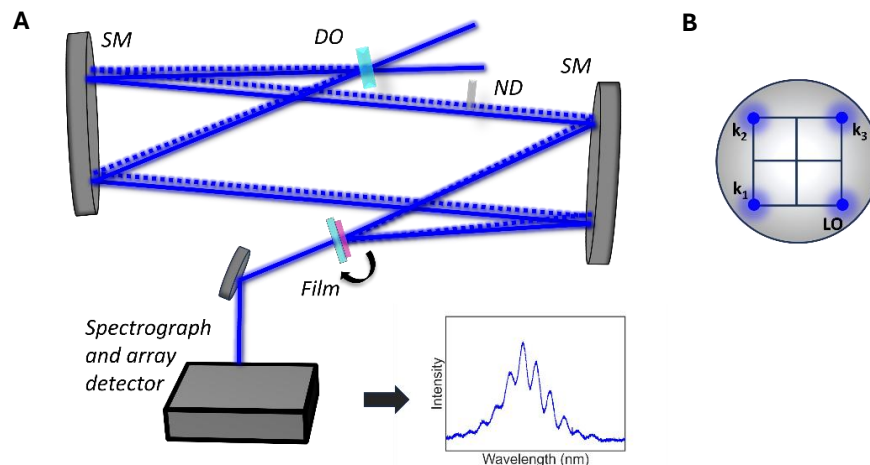 A
SM
DO
ND
SM
Film
Spectrograph
and array
detector
Intensity
Wavelength (nm)
B
k2
k3
k1
LO